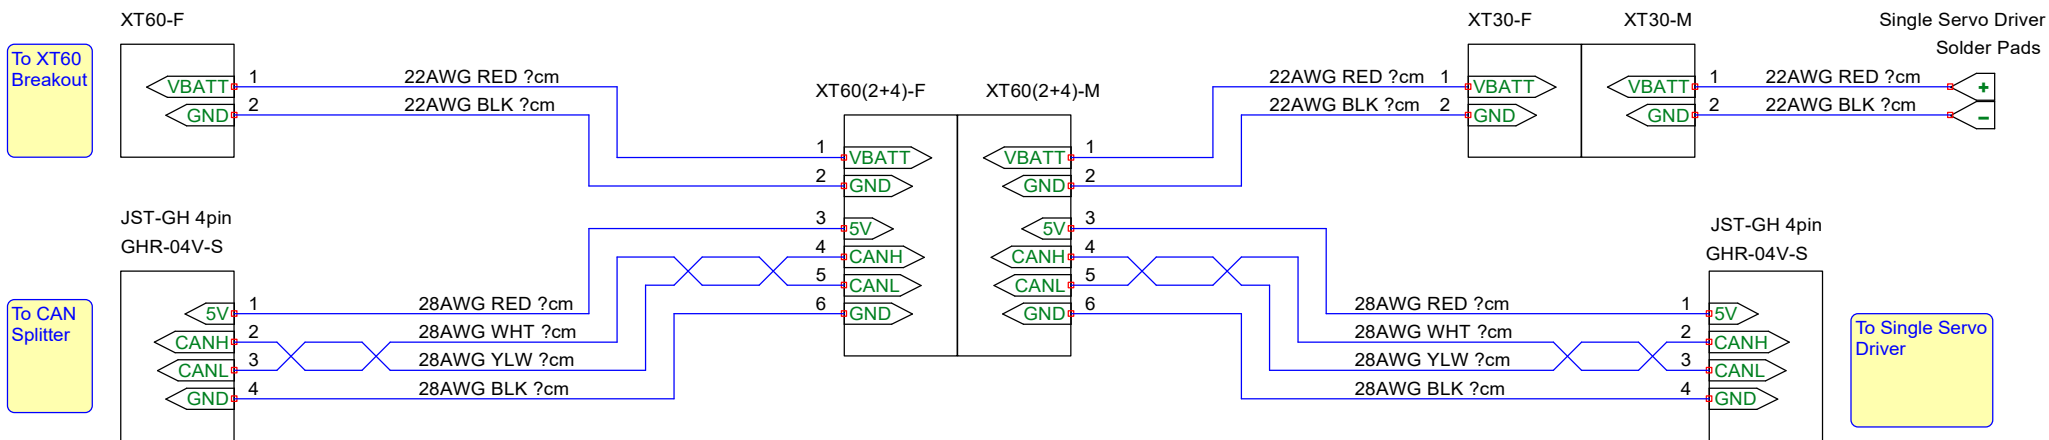 XT60-F
To XT60
Breakout
VBATT 1 22AWG RED ?cm
GND 2 22AWG BLK ?cm
JST-GH 4pin
GHR-04V-S
To CAN
Splitter
5V 1 28AWG RED ?cm
CANH 2 28AWG WHT ?cm
CANL 3 28AWG YLW ?cm
GND 4 28AWG BLK ?cm
XT60(2+4)-F
1 VBATT
2 GND
3 5V
4 CANH
5 CANL
6 GND
XT60(2+4)-M
VBATT 1
GND 2
5V 3
CANH 4
CANL 5
GND 6
XT30-F
22AWG RED ?cm 1 VBATT
22AWG BLK ?cm 2 GND
XT30-M
VBATT 1 22AWG RED ?cm
GND 2 22AWG BLK ?cm
Single Servo Driver
Solder Pads
+
−
JST-GH 4pin
GHR-04V-S
28AWG RED ?cm 1 5V
28AWG WHT ?cm 2 CANH
28AWG YLW ?cm 3 CANL
28AWG BLK ?cm 4 GND
To Single Servo
Driver